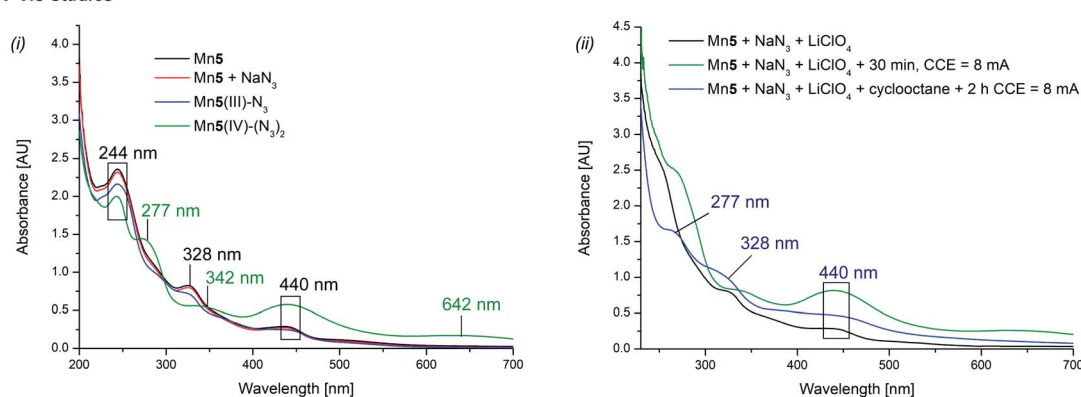 (i)
Mn5
Mn5 + NaN3
Mn5(III)-N3
Mn5(IV)-(N3)2
244 nm
277 nm
328 nm
342 nm
440 nm
642 nm
Absorbance [AU]
4.0
3.5
3.0
2.5
2.0
1.5
1.0
0.5
0.0
200 300 400 500 600 700
Wavelength [nm]
(ii)
Mn5 + NaN3 + LiClO4
Mn5 + NaN3 + LiClO4 + 30 min, CCE = 8 mA
Mn5 + NaN3 + LiClO4 + cyclooctane + 2 h CCE = 8 mA
277 nm
328 nm
440 nm
Absorbance [AU]
4.5
4.0
3.5
3.0
2.5
2.0
1.5
1.0
0.5
0.0
300 400 500 600 700
Wavelength [nm]